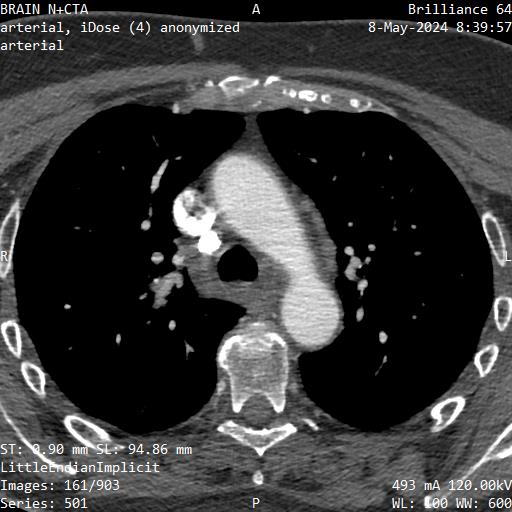 BRAIN N+CTA
A
Brilliance 64
arterial, iDose (4) anonymized
8-May-2024 8:39:57
arterial
R
L
ST: 0.90 mm SL: 94.86 mm
LittleEndianImplicit
Images: 161/903
493 mA 120.00kV
Series: 501
P
WL: 100 WW: 600